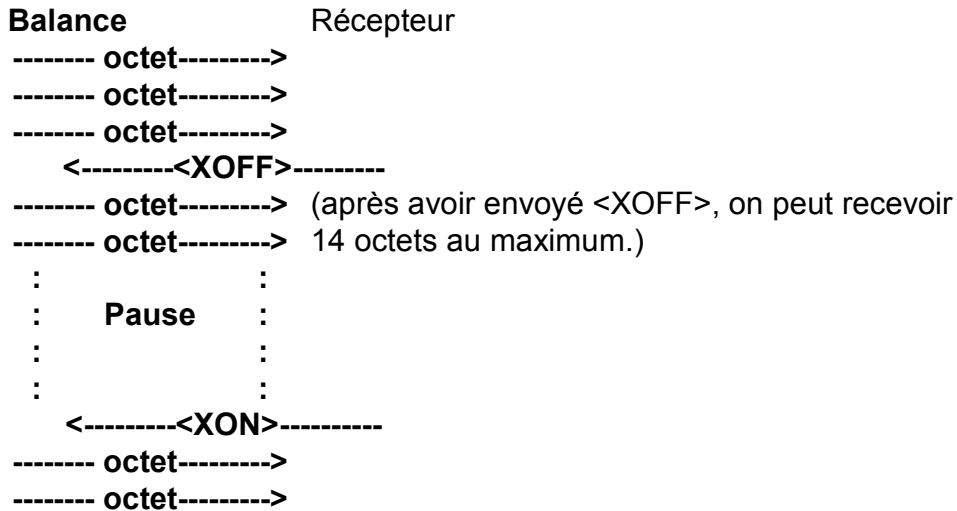 Balance Récepteur
-------- octet--------->
-------- octet--------->
-------- octet--------->
<---------<XOFF>---------
-------- octet---------> (après avoir envoyé <XOFF>, on peut recevoir
-------- octet---------> 14 octets au maximum.)
: :
: Pause :
: :
: :
<---------<XON>----------
-------- octet--------->
-------- octet--------->